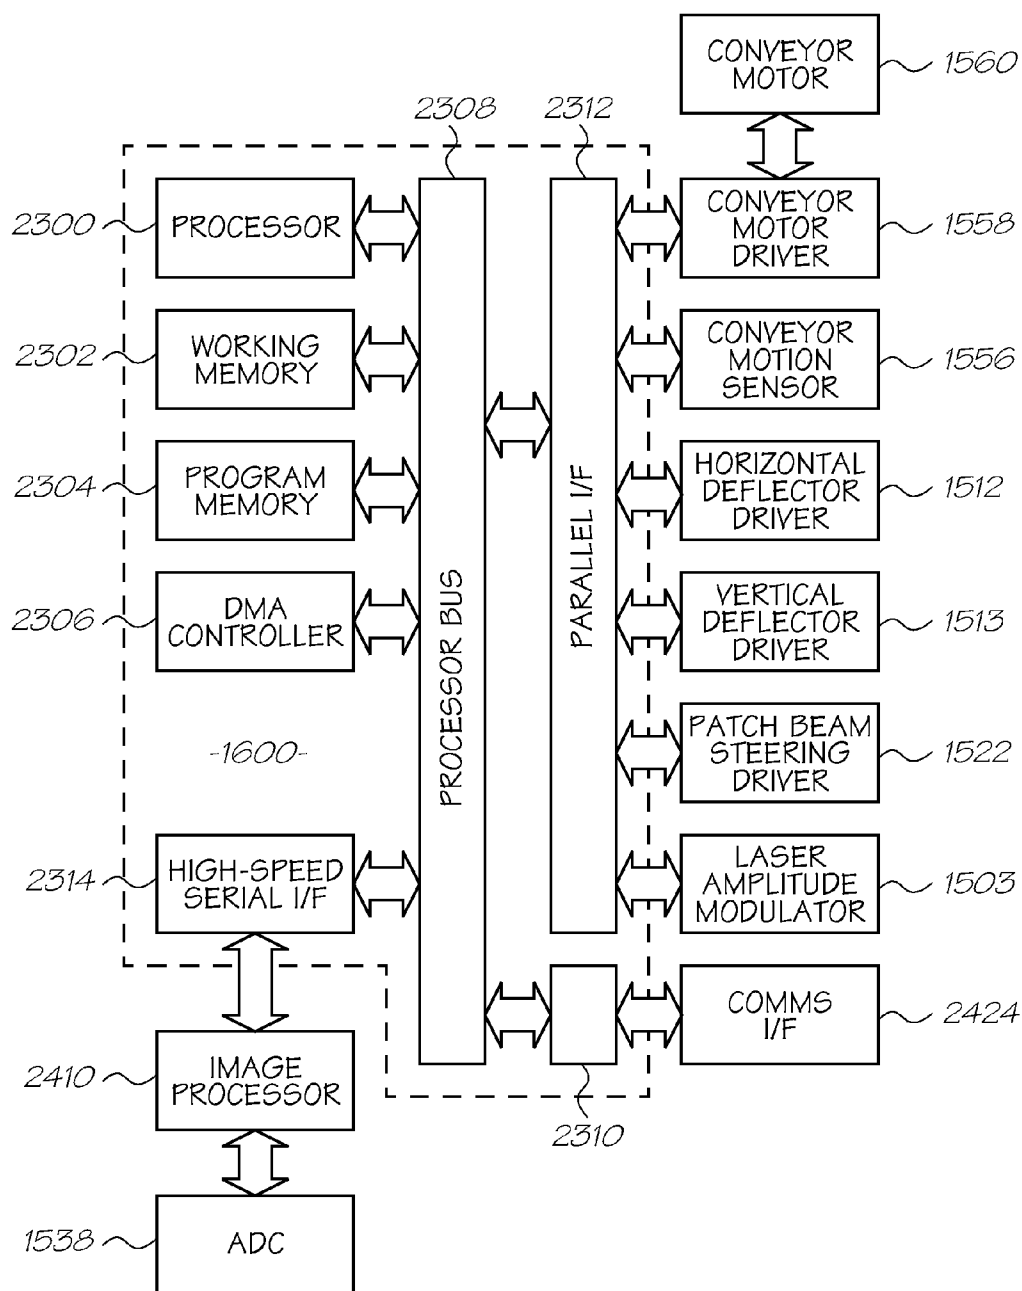 CONVEYOR
MOTOR
1560
2308
2312
2300
PROCESSOR
CONVEYOR
MOTOR
DRIVER
1558
2302
WORKING
MEMORY
CONVEYOR
MOTION
SENSOR
1556
2304
PROGRAM
MEMORY
HORIZONTAL
DEFLECTOR
DRIVER
1512
PROCESSOR BUS
PARALLEL I/F
2306
DMA
CONTROLLER
VERTICAL
DEFLECTOR
DRIVER
1513
-1600-
PATCH BEAM
STEERING
DRIVER
1522
2314
HIGH-SPEED
SERIAL I/F
LASER
AMPLITUDE
MODULATOR
1503
COMMS
I/F
2424
2410
IMAGE
PROCESSOR
2310
1538
ADC